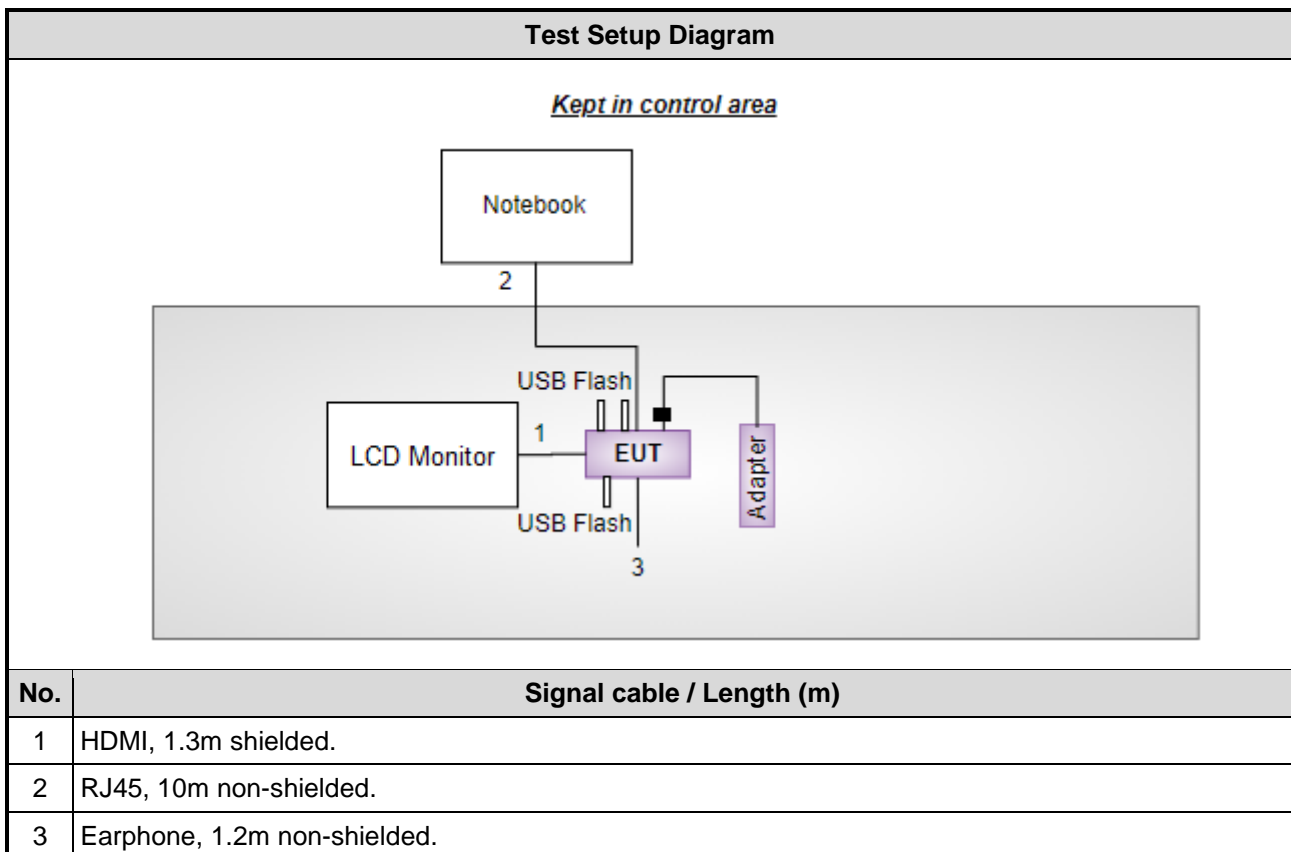 Test Setup Diagram
Kept in control area
Notebook
2
USB Flash
1
LCD Monitor
EUT
Adapter
USB Flash
3
No. Signal cable / Length (m)
1 HDMI, 1.3m shielded.
2 RJ45, 10m non-shielded.
3 Earphone, 1.2m non-shielded.